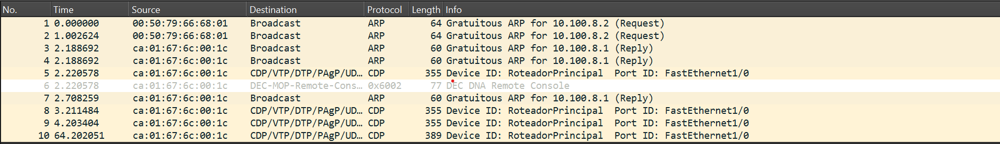 No. Time Source Destination Protocol Length Info
1 0.000000 00:50:79:66:68:01 Broadcast ARP 64 Gratuitous ARP for 10.100.8.2 (Request)
2 1.002624 00:50:79:66:68:01 Broadcast ARP 64 Gratuitous ARP for 10.100.8.2 (Request)
3 2.188692 ca:01:67:6c:00:1c Broadcast ARP 60 Gratuitous ARP for 10.100.8.1 (Reply)
4 2.188692 ca:01:67:6c:00:1c Broadcast ARP 60 Gratuitous ARP for 10.100.8.1 (Reply)
5 2.220578 ca:01:67:6c:00:1c CDP/VTP/DTP/PAgP/UD… CDP 355 Device ID: RoteadorPrincipal Port ID: FastEthernet1/0
6 2.220578 ca:01:67:6c:00:1c DEC-MOP-Remote-Cons… 0x6002 77 DEC DNA Remote Console
7 2.708259 ca:01:67:6c:00:1c Broadcast ARP 60 Gratuitous ARP for 10.100.8.1 (Reply)
8 3.211484 ca:01:67:6c:00:1c CDP/VTP/DTP/PAgP/UD… CDP 355 Device ID: RoteadorPrincipal Port ID: FastEthernet1/0
9 4.203404 ca:01:67:6c:00:1c CDP/VTP/DTP/PAgP/UD… CDP 355 Device ID: RoteadorPrincipal Port ID: FastEthernet1/0
10 64.202051 ca:01:67:6c:00:1c CDP/VTP/DTP/PAgP/UD… CDP 389 Device ID: RoteadorPrincipal Port ID: FastEthernet1/0